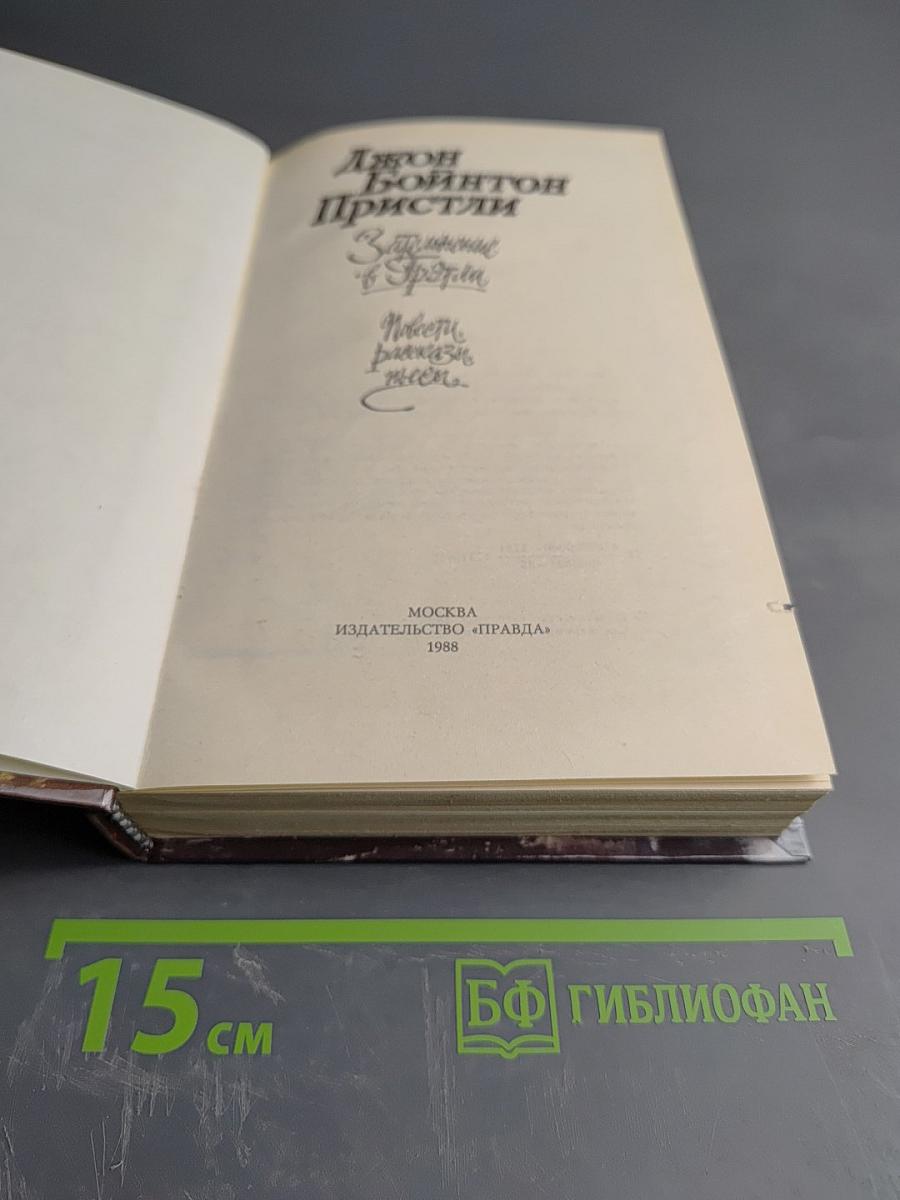 Джон
Бойнтон
Пристли
Затемнение
в Грэтли
Повести,
рассказы,
пьесы
МОСКВА
ИЗДАТЕЛЬСТВО «ПРАВДА»
1988
15 см
БФ ГИБЛИОФАН